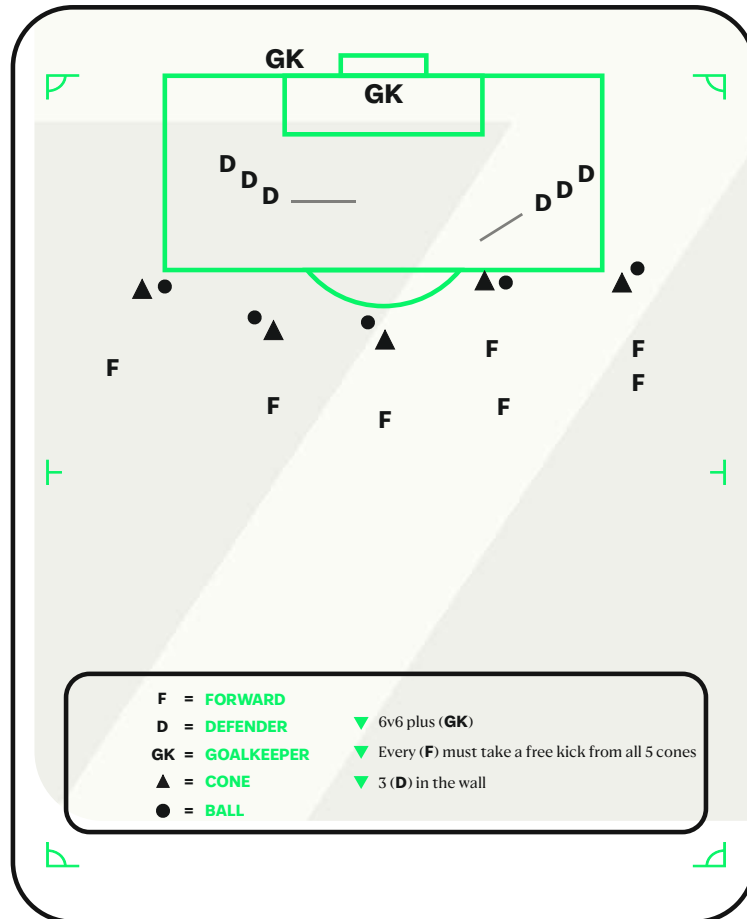 GK
GK
D
D
D
D
D
D
F
F
F
F
F
F
F
F
F = FORWARD
D = DEFENDER
GK = GOALKEEPER
= CONE
= BALL
6v6 plus (GK)
Every (F) must take a free kick from all 5 cones
3 (D) in the wall